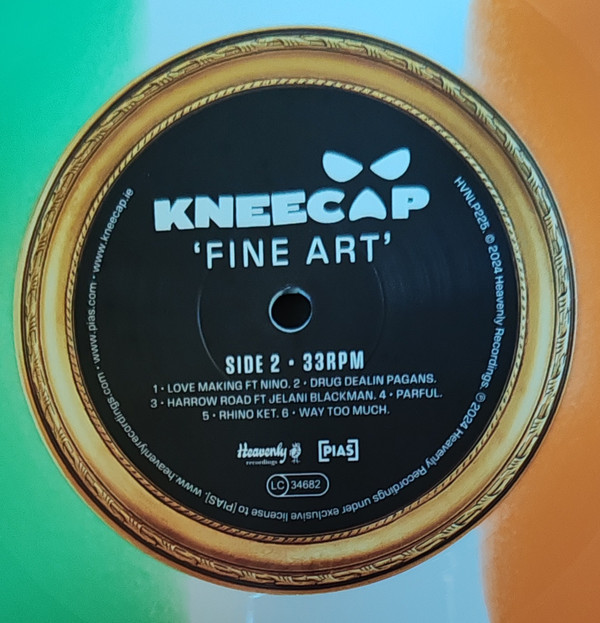 KNEECAP
'FINE ART'
SIDE 2 • 33RPM
1 • LOVE MAKING FT NINO. 2 • DRUG DEALIN PAGANS.
3 • HARROW ROAD FT JELANI BLACKMAN. 4 • PARFUL.
5 • RHINO KET. 6 • WAY TOO MUCH.
Heavenly
recordings
[PIAS]
LC 34682
HVNLP225. © 2024 Heavenly Recordings. ℗ 2024 Heavenly Recordings under exclusive license to [PIAS]. www.heavenlyrecordings.com • www.pias.com • www.kneecap.ie